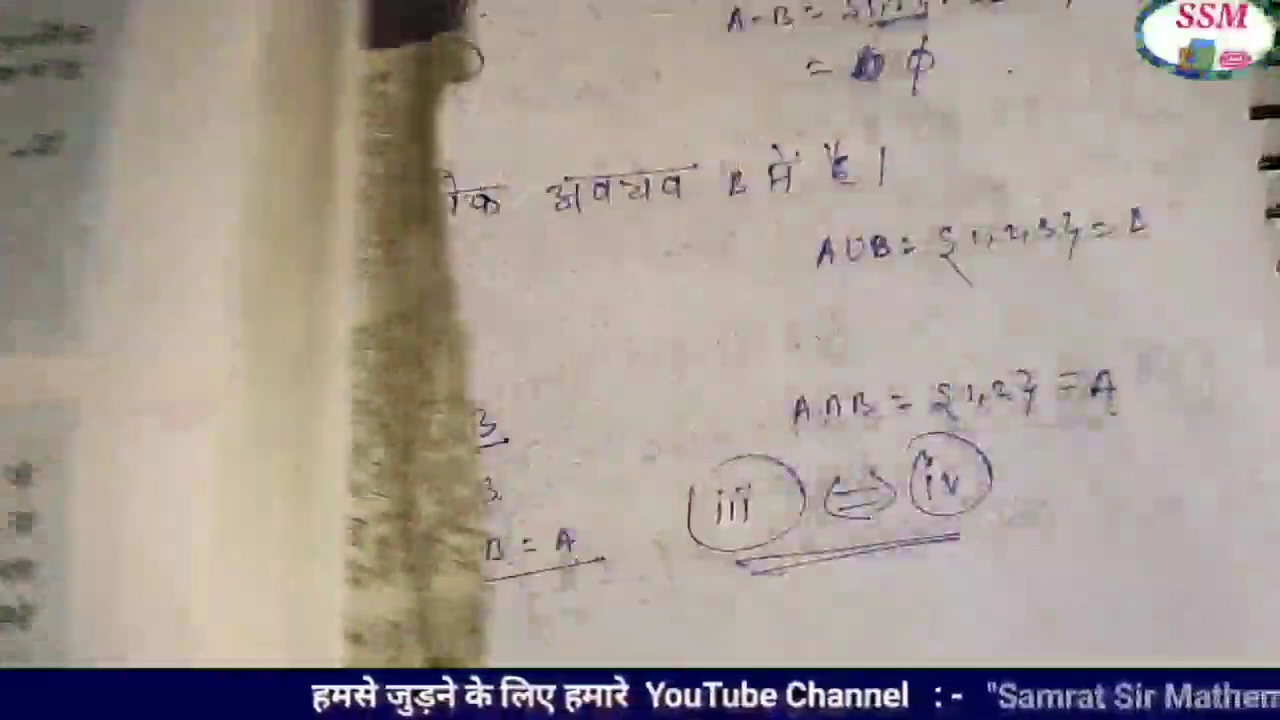 SSM
A-B =
= ϕ
अवयव B में है।
A∪B = {1,2,3} =
A∩B = {1,2} = A
3
3
B = A
iii ⇔ iv
हमसे जुड़ने के लिए हमारे YouTube Channel :- "Samrat Sir Mathem